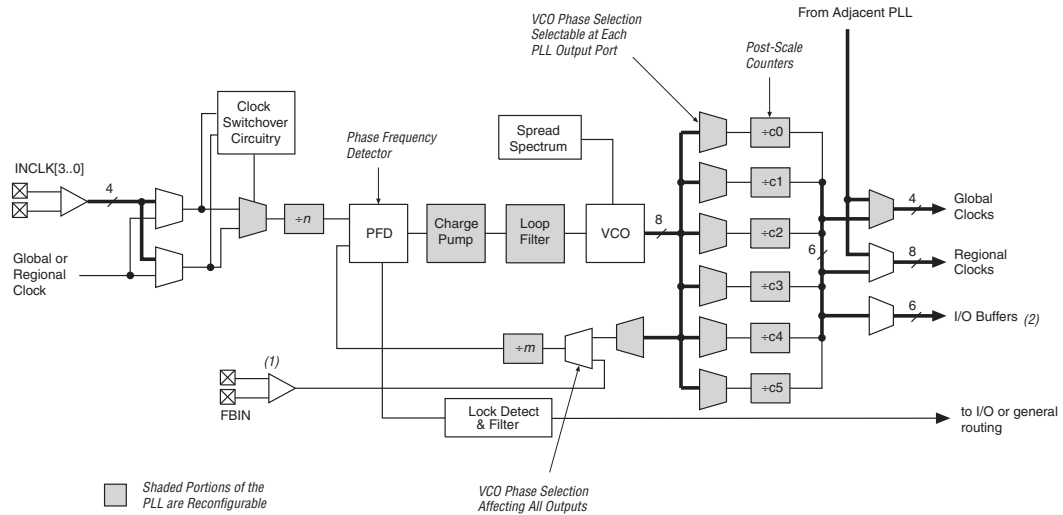 From Adjacent PLL
VCO Phase Selection
Selectable at Each
PLL Output Port
Post-Scale
Counters
Clock
Switchover
Circuitry
Phase Frequency
Detector
Spread
Spectrum
÷c0
INCLK[3..0]
4
÷c1
4
Global
Clocks
÷n
PFD
Charge
Pump
Loop
Filter
VCO
8
÷c2
6
8
Regional
Clocks
Global or
Regional
Clock
÷c3
6
I/O Buffers (2)
÷m
÷c4
(1)
÷c5
FBIN
Lock Detect
& Filter
to I/O or general
routing
Shaded Portions of the
PLL are Reconfigurable
VCO Phase Selection
Affecting All Outputs